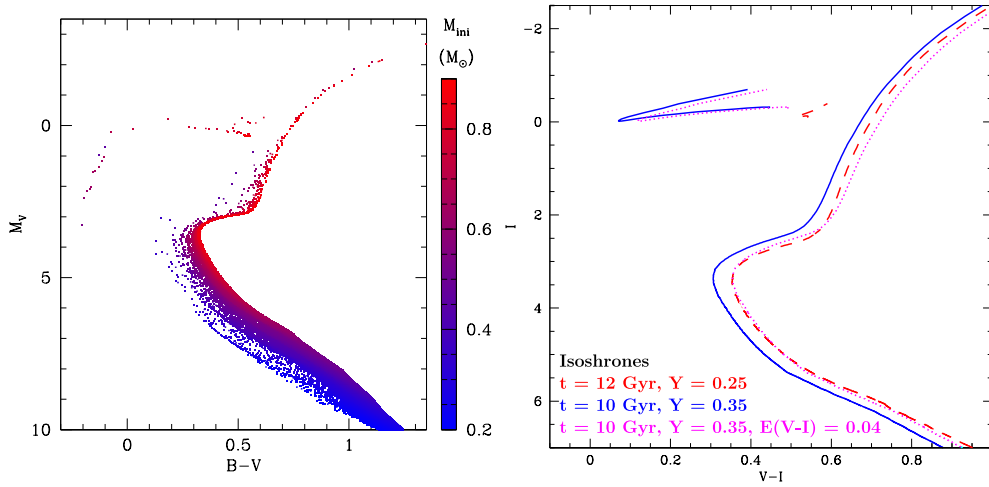 M_ini
(M_⊙)
0
5
10
M_V
0
0.5
1
B−V
0.8
0.6
0.4
0.2
−2
0
2
4
6
I
0
0.2
0.4
0.6
0.8
V−I
Isoshrones
t = 12 Gyr, Y = 0.25
t = 10 Gyr, Y = 0.35
t = 10 Gyr, Y = 0.35, E(V-I) = 0.04